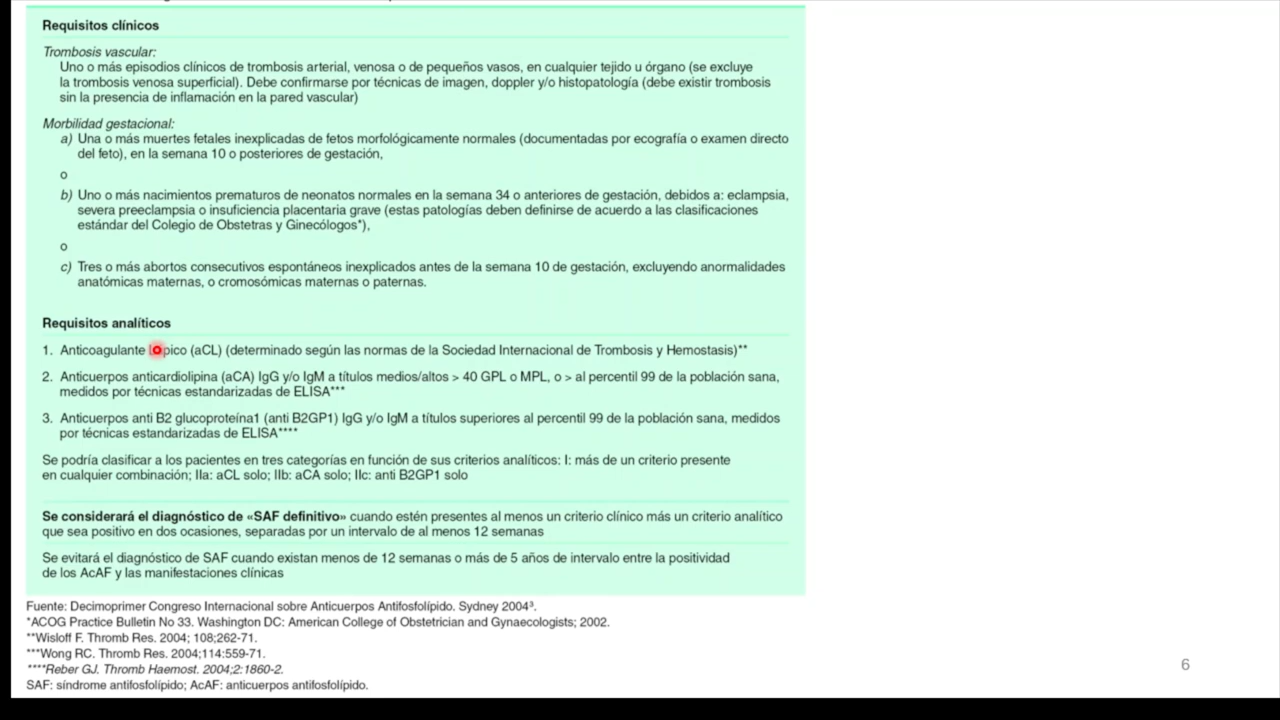 Requisitos clínicos
Trombosis vascular:
Uno o más episodios clínicos de trombosis arterial, venosa o de pequeños vasos, en cualquier tejido u órgano (se excluye
la trombosis venosa superficial). Debe confirmarse por técnicas de imagen, doppler y/o histopatología (debe existir trombosis
sin la presencia de inflamación en la pared vascular)
Morbilidad gestacional:
a) Una o más muertes fetales inexplicadas de fetos morfológicamente normales (documentadas por ecografía o examen directo
del feto), en la semana 10 o posteriores de gestación,
o
b) Uno o más nacimientos prematuros de neonatos normales en la semana 34 o anteriores de gestación, debidos a: eclampsia,
severa preeclampsia o insuficiencia placentaria grave (estas patologías deben definirse de acuerdo a las clasificaciones
estándar del Colegio de Obstetras y Ginecólogos*),
o
c) Tres o más abortos consecutivos espontáneos inexplicados antes de la semana 10 de gestación, excluyendo anormalidades
anatómicas maternas, o cromosómicas maternas o paternas.
Requisitos analíticos
1. Anticoagulante (aCL) (determinado según las normas de la Sociedad Internacional de Trombosis y Hemostasis)**
2. Anticuerpos anticardiolipina (aCA) IgG y/o IgM a títulos medios/altos > 40 GPL o MPL, o > al percentil 99 de la población sana,
medidos por técnicas estandarizadas de ELISA***
3. Anticuerpos anti B2 glucoproteína1 (anti B2GP1) IgG y/o IgM a títulos superiores al percentil 99 de la población sana, medidos
por técnicas estandarizadas de ELISA****
Se podría clasificar a los pacientes en tres categorías en función de sus criterios analíticos: I: más de un criterio presente
en cualquier combinación; IIa: aCL solo; IIb: aCA solo; IIc: anti B2GP1 solo
Se considerará el diagnóstico de «SAF definitivo» cuando estén presentes al menos un criterio clínico más un criterio analítico
que sea positivo en dos ocasiones, separadas por un intervalo de al menos 12 semanas
Se evitará el diagnóstico de SAF cuando existan menos de 12 semanas o más de 5 años de intervalo entre la positividad
de los AcAF y las manifestaciones clínicas
Fuente: Decimoprimer Congreso Internacional sobre Anticuerpos Antifosfolípido. Sydney 2004³.
*ACOG Practice Bulletin No 33. Washington DC: American College of Obstetrician and Gynaecologists; 2002.
**Wisloff F. Thromb Res. 2004; 108;262-71.
***Wong RC. Thromb Res. 2004;114:559-71.
****Reber GJ. Thromb Haemost. 2004;2:1860-2.
SAF: síndrome antifosfolípido; AcAF: anticuerpos antifosfolípido.
6